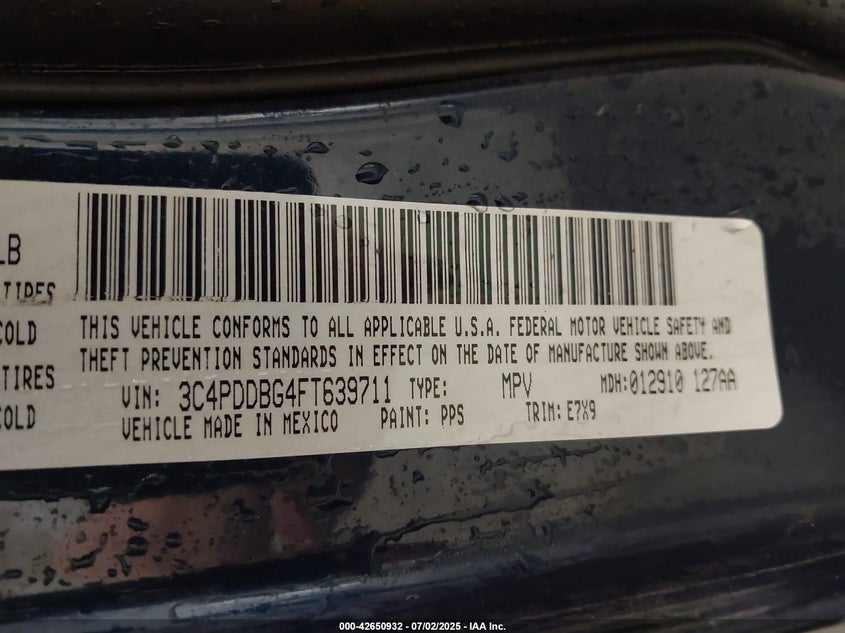 LB
TIRES
COLD
TIRES
COLD
THIS VEHICLE CONFORMS TO ALL APPLICABLE U.S.A. FEDERAL MOTOR VEHICLE SAFETY AND
THEFT PREVENTION STANDARDS IN EFFECT ON THE DATE OF MANUFACTURE SHOWN ABOVE.
VIN: 3C4PDDBG4FT639711 TYPE: MPV MDH:012910 127AA
VEHICLE MADE IN MEXICO PAINT: PPS TRIM: E7X9
000-42650932 - 07/02/2025 - IAA Inc.